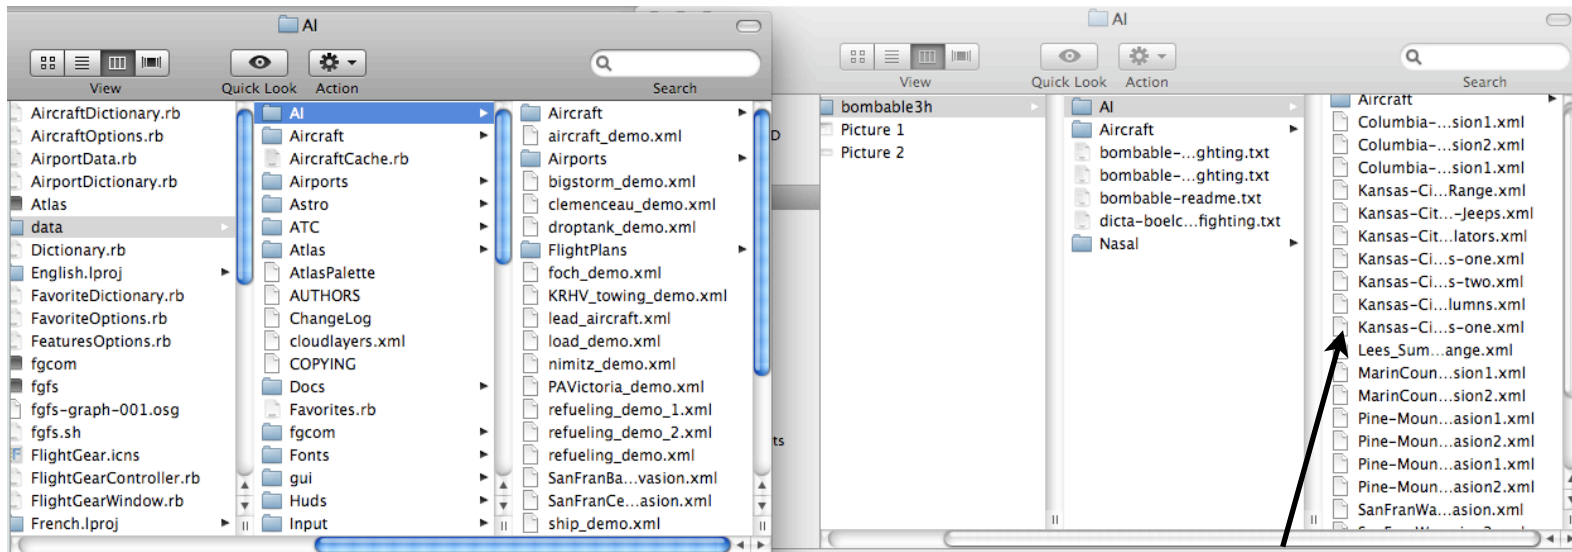 AI
View
Quick Look
Action
Search
AircraftDictionary.rb
AircraftOptions.rb
AirportData.rb
AirportDictionary.rb
Atlas
data
Dictionary.rb
English.lproj
FavoriteDictionary.rb
FavoriteOptions.rb
FeaturesOptions.rb
fgcom
fgfs
fgfs-graph-001.osg
fgfs.sh
FlightGear.icns
FlightGearController.rb
FlightGearWindow.rb
French.lproj
AI
Aircraft
AircraftCache.rb
Airports
Astro
ATC
Atlas
AtlasPalette
AUTHORS
ChangeLog
cloudlayers.xml
COPYING
Docs
Favorites.rb
fgcom
Fonts
gui
Huds
Input
Aircraft
aircraft_demo.xml
Airports
bigstorm_demo.xml
clemenceau_demo.xml
droptank_demo.xml
FlightPlans
foch_demo.xml
KRHV_towing_demo.xml
lead_aircraft.xml
load_demo.xml
nimitz_demo.xml
PAVictoria_demo.xml
refueling_demo_1.xml
refueling_demo_2.xml
refueling_demo.xml
SanFranBa...vasion.xml
SanFranCe...asion.xml
ship_demo.xml
D
ts
AI
View
Quick Look
Action
Search
bombable3h
Picture 1
Picture 2
AI
Aircraft
bombable-...ghting.txt
bombable-...ghting.txt
bombable-readme.txt
dicta-boelc...fighting.txt
Nasal
Aircraft
Columbia-...sion1.xml
Columbia-...sion2.xml
Columbia-...sion1.xml
Kansas-Ci...Range.xml
Kansas-Cit...-Jeeps.xml
Kansas-Cit...lators.xml
Kansas-Ci...s-one.xml
Kansas-Ci...s-two.xml
Kansas-Ci...lumns.xml
Kansas-Ci...s-one.xml
Lees_Sum...ange.xml
MarinCoun...sion1.xml
MarinCoun...sion2.xml
Pine-Moun...asion1.xml
Pine-Moun...asion2.xml
Pine-Moun...asion1.xml
Pine-Moun...asion2.xml
SanFranWa...asion.xml